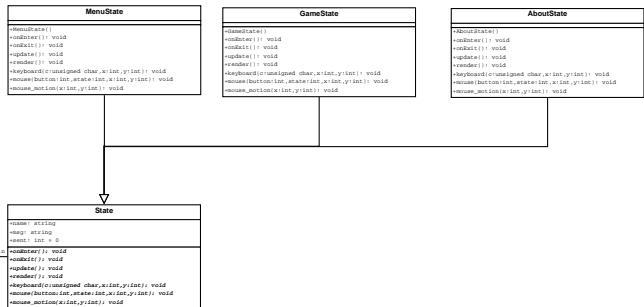 MenuState
+MenuState()
+onEnter(): void
+onExit(): void
+update(): void
+render(): void
+keyboard(c:unsigned char,x:int,y:int): void
+mouse(button:int,state:int,x:int,y:int): void
+mouse_motion(x:int,y:int): void
GameState
+GameState()
+onEnter(): void
+onExit(): void
+update(): void
+render(): void
+keyboard(c:unsigned char,x:int,y:int): void
+mouse(button:int,state:int,x:int,y:int): void
+mouse_motion(x:int,y:int): void
AboutState
+AboutState()
+onEnter(): void
+onExit(): void
+update(): void
+render(): void
+keyboard(c:unsigned char,x:int,y:int): void
+mouse(button:int,state:int,x:int,y:int): void
+mouse_motion(x:int,y:int): void
State
+name: string
+msg: string
+sent: int = 0
n
+onEnter(): void
+onExit(): void
+update(): void
+render(): void
+keyboard(c:unsigned char,x:int,y:int): void
+mouse(button:int,state:int,x:int,y:int): void
+mouse_motion(x:int,y:int): void